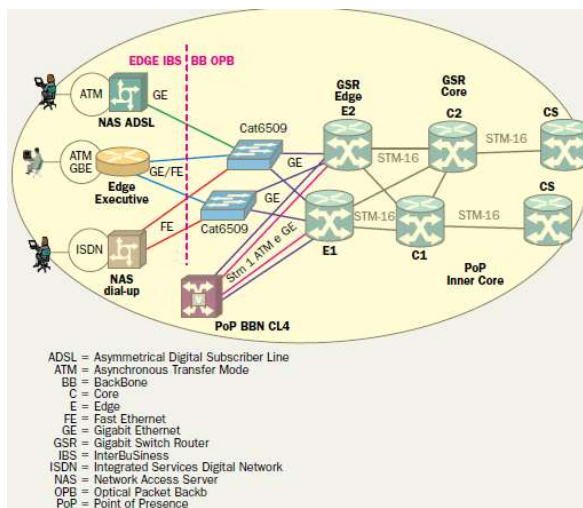 EDGE IBS BB OPB
ATM
GE
NAS ADSL
ATM
GBE
GE/FE
Edge
Executive
ISDN
FE
NAS
dial-up
Cat6509
GE
Cat6509
GE
Stm 1 ATM e GE
PoP BBN CL4
V
GSR
Edge
E2
GSR
Core
C2
CS
STM-16
STM-16
E1
STM-16
C1
STM-16
CS
PoP
Inner Core
ADSL = Asymmetrical Digital Subscriber Line
ATM = Asynchronous Transfer Mode
BB = BackBone
C = Core
E = Edge
FE = Fast Ethernet
GE = Gigabit Ethernet
GSR = Gigabit Switch Router
IBS = InterBuSiness
ISDN = Integrated Services Digital Network
NAS = Network Access Server
OPB = Optical Packet Backb
PoP = Point of Presence